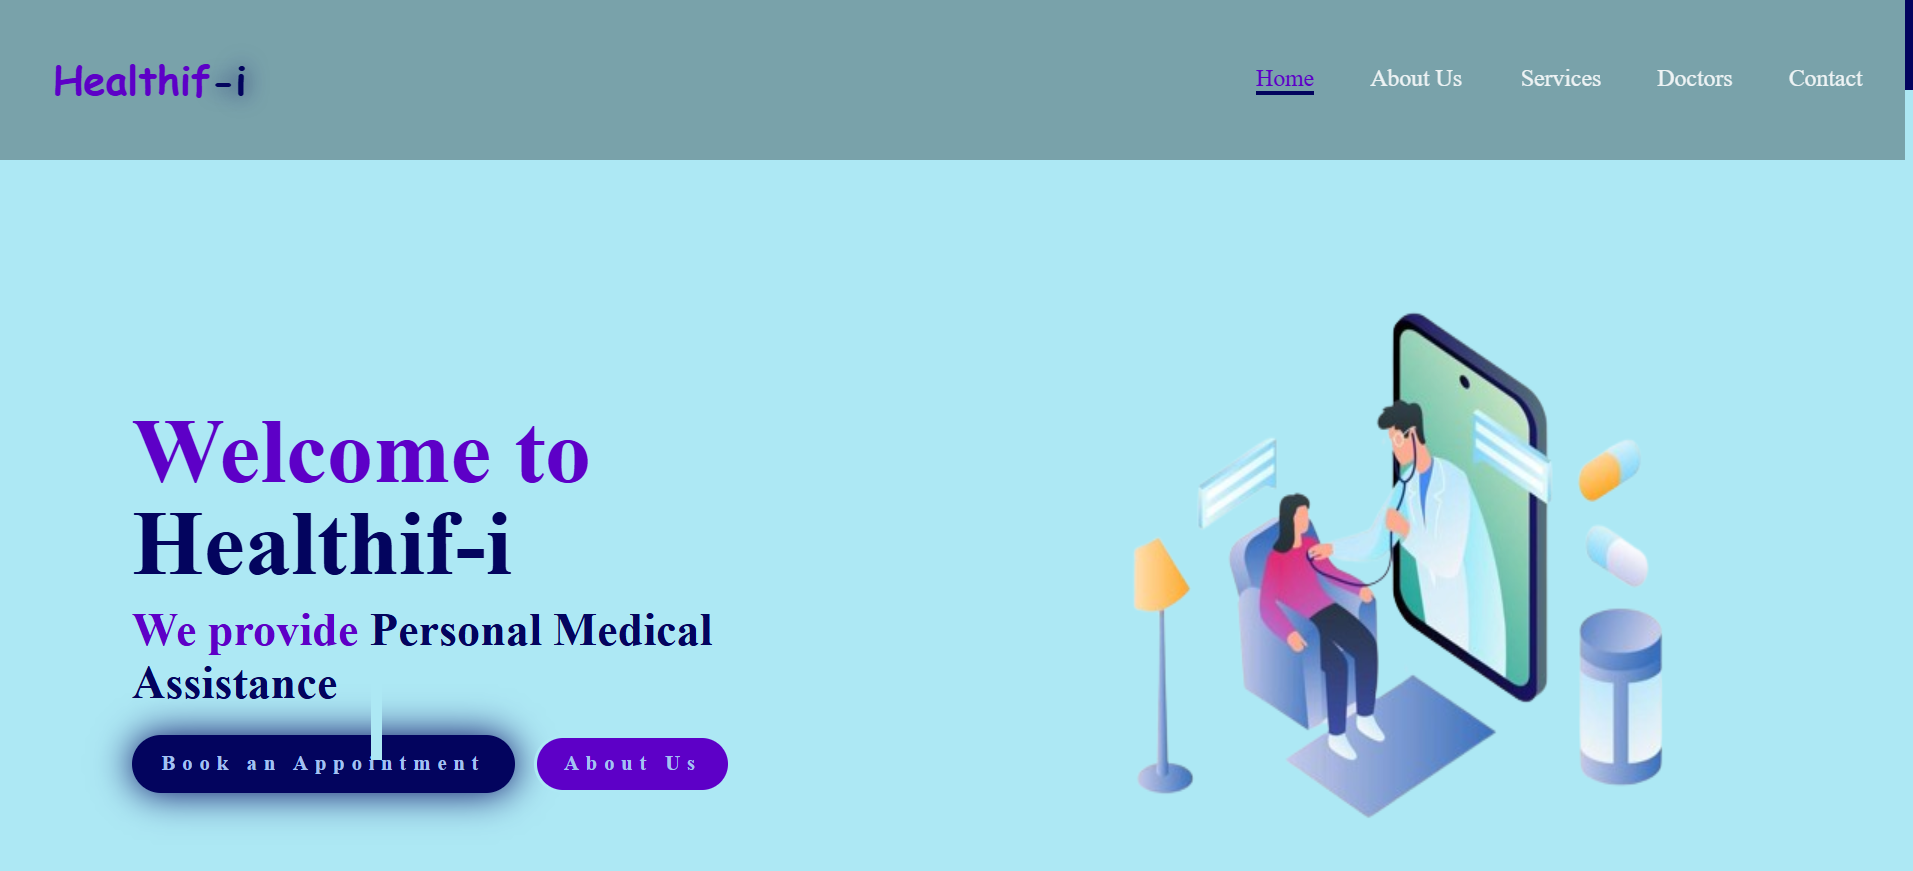 Healthif-i
Home About Us Services Doctors Contact
Welcome to
Healthif-i
We provide Personal Medical
Assistance
Book an Appointment
About Us